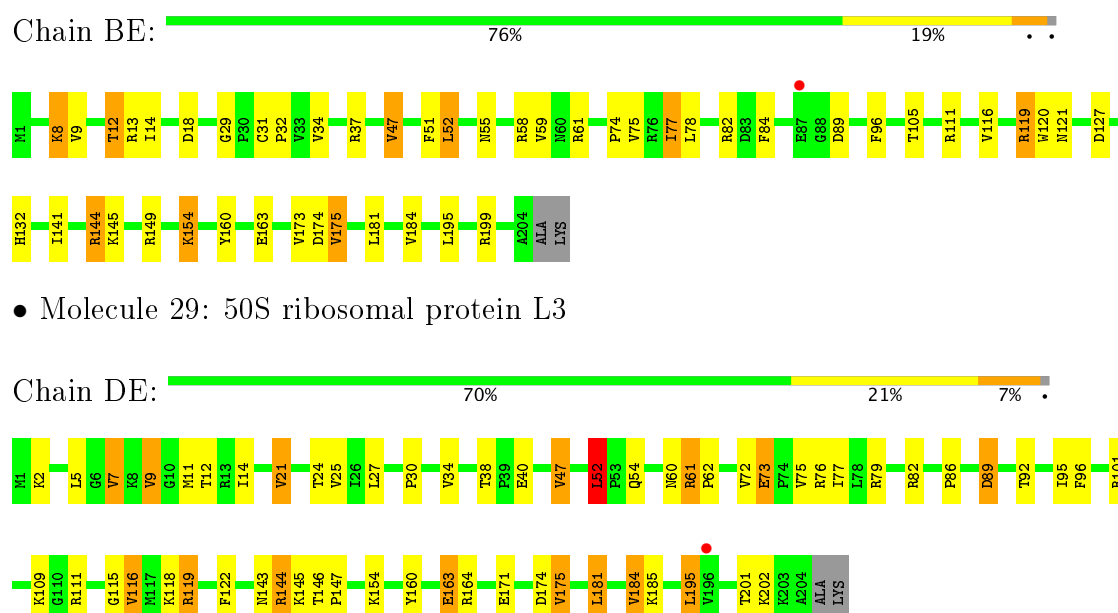 Chain BE:
76% 19% • •
M1 K8 V9 T12 R13 I14 D18 G29 P30 C31 P32 V33 V34 R37 V47 F51 L52 N55 R58 V59 N60 R61 P74 V75 R76 I77 L78 R82 D83 F84 E87 G88 D89 F96 T105 R111 V116 R119 W120 N121 D127
H132 I141 R144 K145 R149 K154 Y160 E163 V173 D174 V175 L181 V184 L195 R199 A204 ALA LYS
• Molecule 29: 50S ribosomal protein L3
Chain DE:
70% 21% 7% •
M1 K2 L5 G6 V7 K8 V9 G10 M11 T12 R13 I14 V21 T24 V25 I26 L27 P30 V34 T38 P39 E40 V47 L52 P53 Q54 N60 R61 P62 V72 E73 P74 V75 R76 I77 L78 R79 R82 P86 D89 T92 I95 F96 R101
K109 G110 R111 G115 V116 M117 K118 R119 F122 N143 R144 K145 T146 P147 K154 Y160 E163 R164 E171 D174 V175 L181 V184 K185 L195 V196 T201 K202 K203 A204 ALA LYS